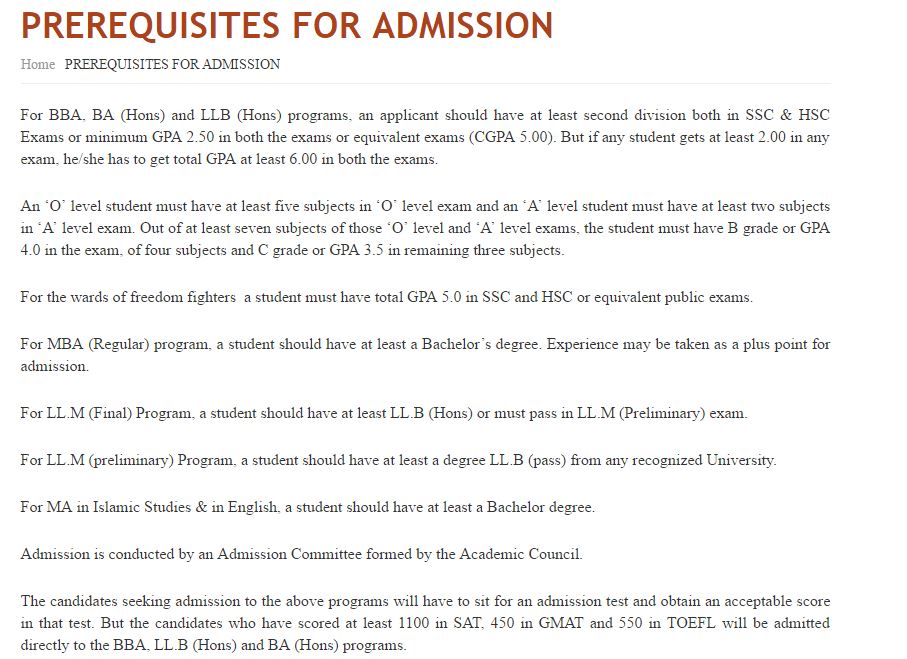 PREREQUISITES FOR ADMISSION
Home PREREQUISITES FOR ADMISSION
For BBA, BA (Hons) and LLB (Hons) programs, an applicant should have at least second division both in SSC & HSC
Exams or minimum GPA 2.50 in both the exams or equivalent exams (CGPA 5.00). But if any student gets at least 2.00 in any
exam, he/she has to get total GPA at least 6.00 in both the exams.
An ‘O’ level student must have at least five subjects in ‘O’ level exam and an ‘A’ level student must have at least two subjects
in ‘A’ level exam. Out of at least seven subjects of those ‘O’ level and ‘A’ level exams, the student must have B grade or GPA
4.0 in the exam, of four subjects and C grade or GPA 3.5 in remaining three subjects.
For the wards of freedom fighters a student must have total GPA 5.0 in SSC and HSC or equivalent public exams.
For MBA (Regular) program, a student should have at least a Bachelor’s degree. Experience may be taken as a plus point for
admission.
For LL.M (Final) Program, a student should have at least LL.B (Hons) or must pass in LL.M (Preliminary) exam.
For LL.M (preliminary) Program, a student should have at least a degree LL.B (pass) from any recognized University.
For MA in Islamic Studies & in English, a student should have at least a Bachelor degree.
Admission is conducted by an Admission Committee formed by the Academic Council.
The candidates seeking admission to the above programs will have to sit for an admission test and obtain an acceptable score
in that test. But the candidates who have scored at least 1100 in SAT, 450 in GMAT and 550 in TOEFL will be admitted
directly to the BBA, LL.B (Hons) and BA (Hons) programs.